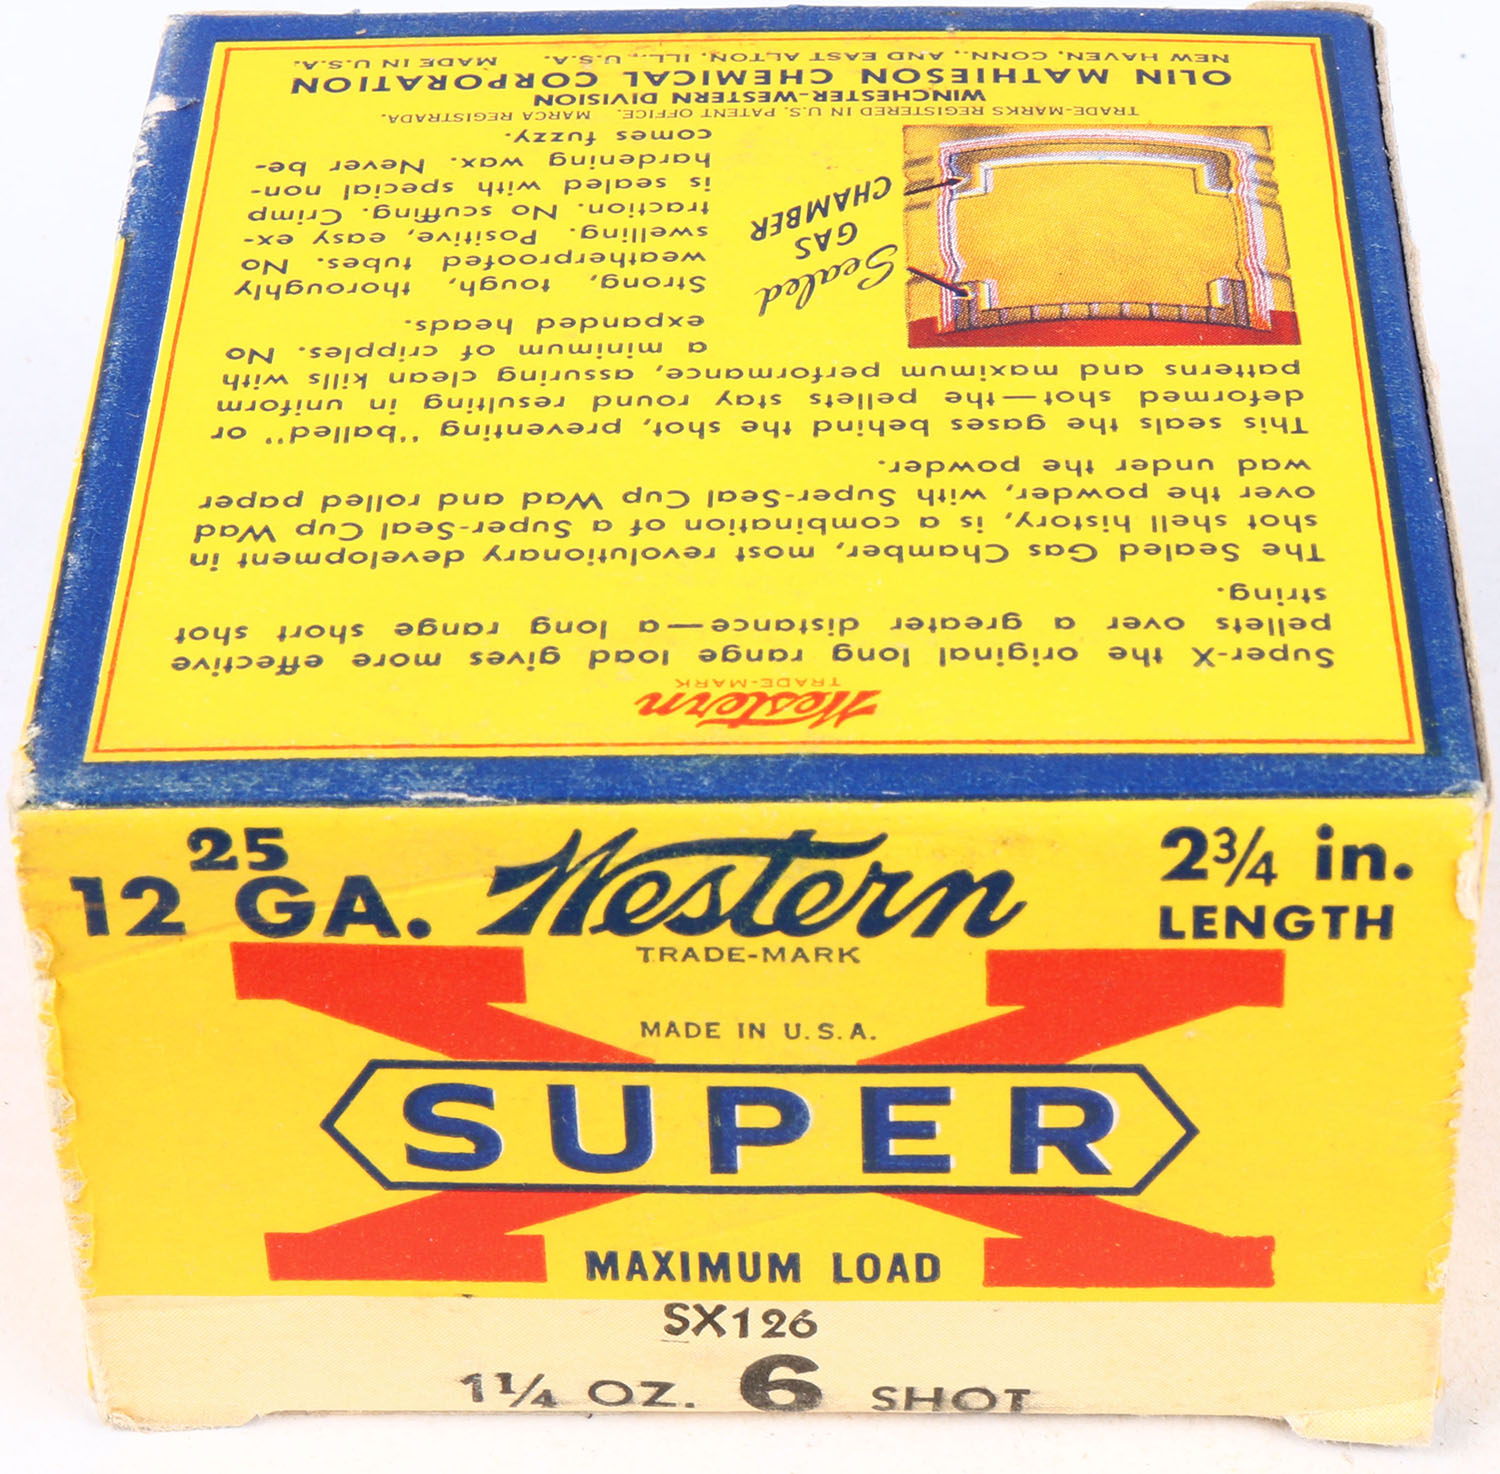 Western
TRADE-MARK
Super-X the original long range load gives more effective
pellets over a greater distance—a long range short shot
string.
The Sealed Gas Chamber, most revolutionary development in
shot shell history, is a combination of a Super-Seal Cup Wad
over the powder, with Super-Seal Cup Wad and rolled paper
wad under the powder.
This seals the gases behind the shot, preventing "balled" or
deformed shot—the pellets stay round resulting in uniform
patterns and maximum performance, assuring clean kills with
a minimum of cripples. No
expanded heads.
Strong, tough, thoroughly
weatherproofed tubes. No
swelling. Positive, easy ex-
traction. No scuffing. Crimp
is sealed with special non-
hardening wax. Never be-
comes fuzzy.
Sealed
GAS
CHAMBER
TRADE-MARKS REGISTERED IN U.S. PATENT OFFICE. MARCA REGISTRADA.
WINCHESTER-WESTERN DIVISION
OLIN MATHIESON CHEMICAL CORPORATION
NEW HAVEN, CONN., AND EAST ALTON, ILL., U.S.A. MADE IN U.S.A.
25
12 GA.
Western
TRADE-MARK
2¾ in.
LENGTH
MADE IN U.S.A.
X
SUPER
MAXIMUM LOAD
SX126
1¼ OZ. 6 SHOT